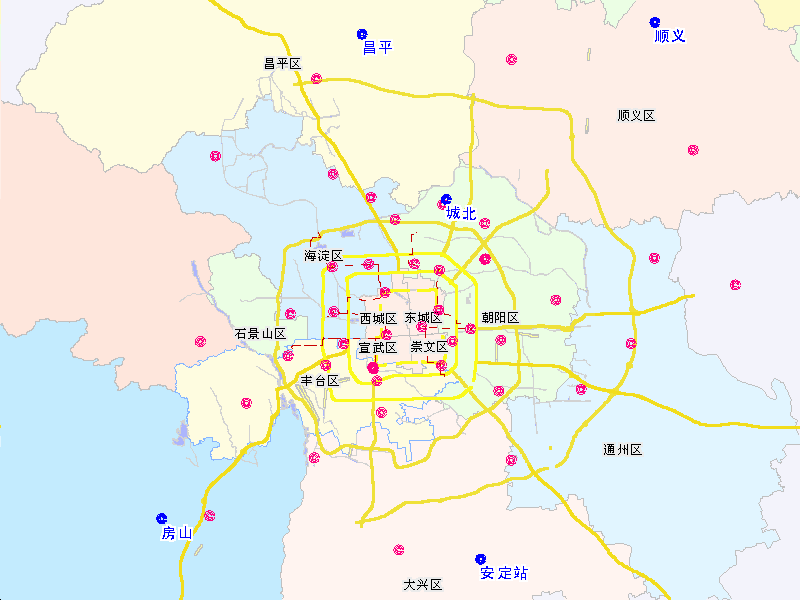 顺义
昌平
昌平区
顺义区
城北
海淀区
西城区
东城区
朝阳区
石景山区
宣武区
崇文区
丰台区
通州区
房山
安定站
大兴区